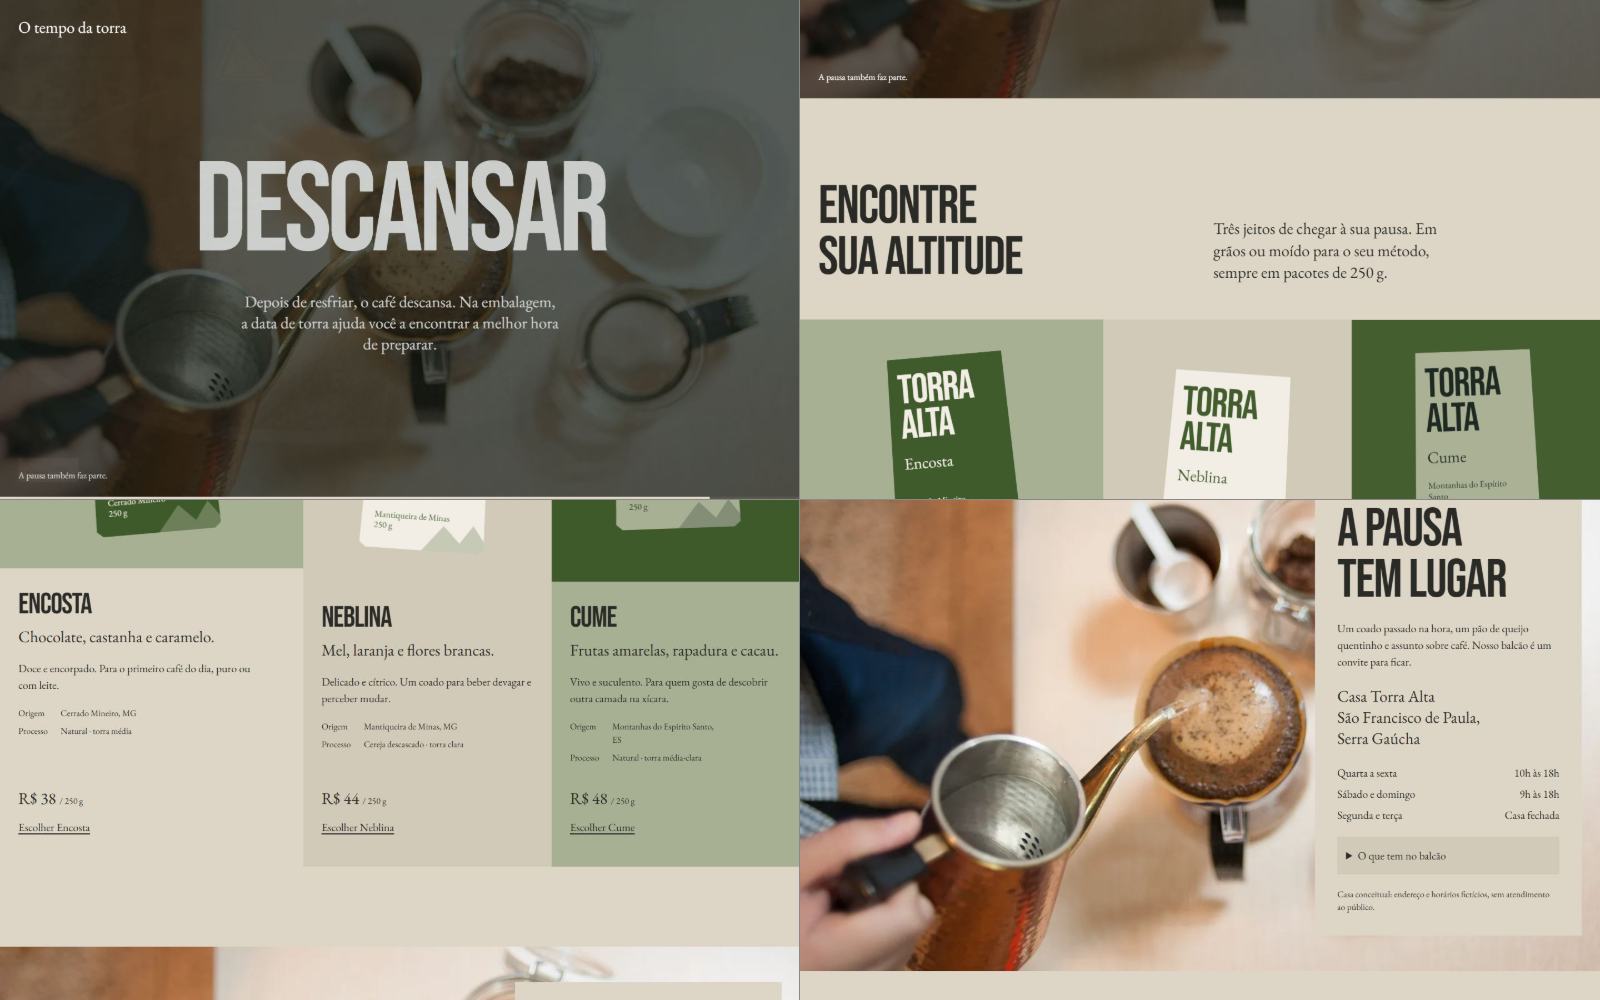 O tempo da torra
DESCANSAR
Depois de resfriar, o café descansa. Na embalagem,
a data de torra ajuda você a encontrar a melhor hora
de preparar.
A pausa também faz parte.
A pausa também faz parte.
ENCONTRE
SUA ALTITUDE
Três jeitos de chegar à sua pausa. Em
grãos ou moído para o seu método,
sempre em pacotes de 250 g.
TORRA
ALTA
Encosta
TORRA
ALTA
Neblina
TORRA
ALTA
Cume
Montanhas do Espírito
Santo
Cerrado Mineiro
250 g
Mantiqueira de Minas
250 g
250 g
ENCOSTA
Chocolate, castanha e caramelo.
Doce e encorpado. Para o primeiro café do dia, puro ou
com leite.
Origem Cerrado Mineiro, MG
Processo Natural · torra média
R$ 38 / 250 g
Escolher Encosta
NEBLINA
Mel, laranja e flores brancas.
Delicado e cítrico. Um coado para beber devagar e
perceber mudar.
Origem Mantiqueira de Minas, MG
Processo Cereja descascado · torra clara
R$ 44 / 250 g
Escolher Neblina
CUME
Frutas amarelas, rapadura e cacau.
Vivo e suculento. Para quem gosta de descobrir
outra camada na xícara.
Origem Montanhas do Espírito Santo,
ES
Processo Natural · torra média-clara
R$ 48 / 250 g
Escolher Cume
A PAUSA
TEM LUGAR
Um coado passado na hora, um pão de queijo
quentinho e assunto sobre café. Nosso balcão é um
convite para ficar.
Casa Torra Alta
São Francisco de Paula,
Serra Gaúcha
Quarta a sexta 10h às 18h
Sábado e domingo 9h às 18h
Segunda e terça Casa fechada
O que tem no balcão
Casa conceitual: endereço e horários fictícios, sem atendimento
ao público.